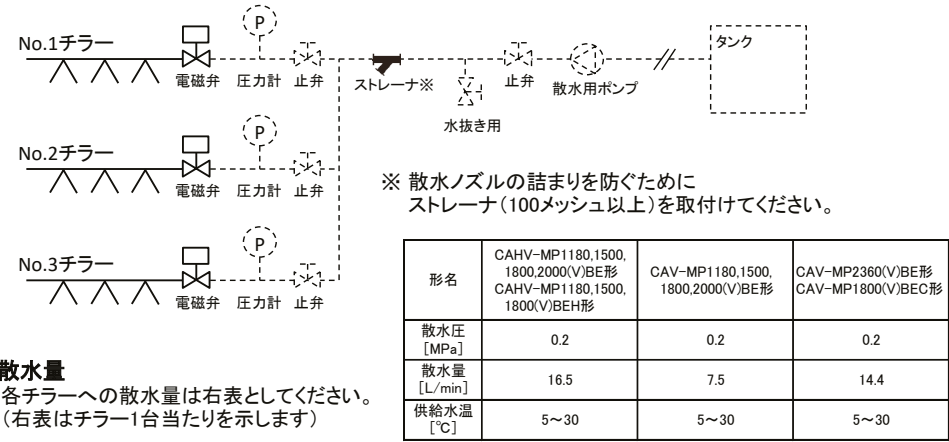 P
No.1チラー
タンク
電磁弁 圧力計 止弁
ストレーナ※
止弁
散水用ポンプ
水抜き用
P
No.2チラー
電磁弁 圧力計 止弁
※ 散水ノズルの詰まりを防ぐために
ストレーナ(100メッシュ以上)を取付けてください。
P
No.3チラー
電磁弁 圧力計 止弁
形名
CAHV-MP1180,1500,
1800,2000(V)BE形
CAHV-MP1180,1500,
1800(V)BEH形
CAV-MP1180,1500,
1800,2000(V)BE形
CAV-MP2360(V)BE形
CAV-MP1800(V)BEC形
散水圧
[MPa]
0.2
0.2
0.2
散水量
[L/min]
16.5
7.5
14.4
供給水温
[℃]
5~30
5~30
5~30
散水量
各チラーへの散水量は右表としてください。
(右表はチラー1台当たりを示します)